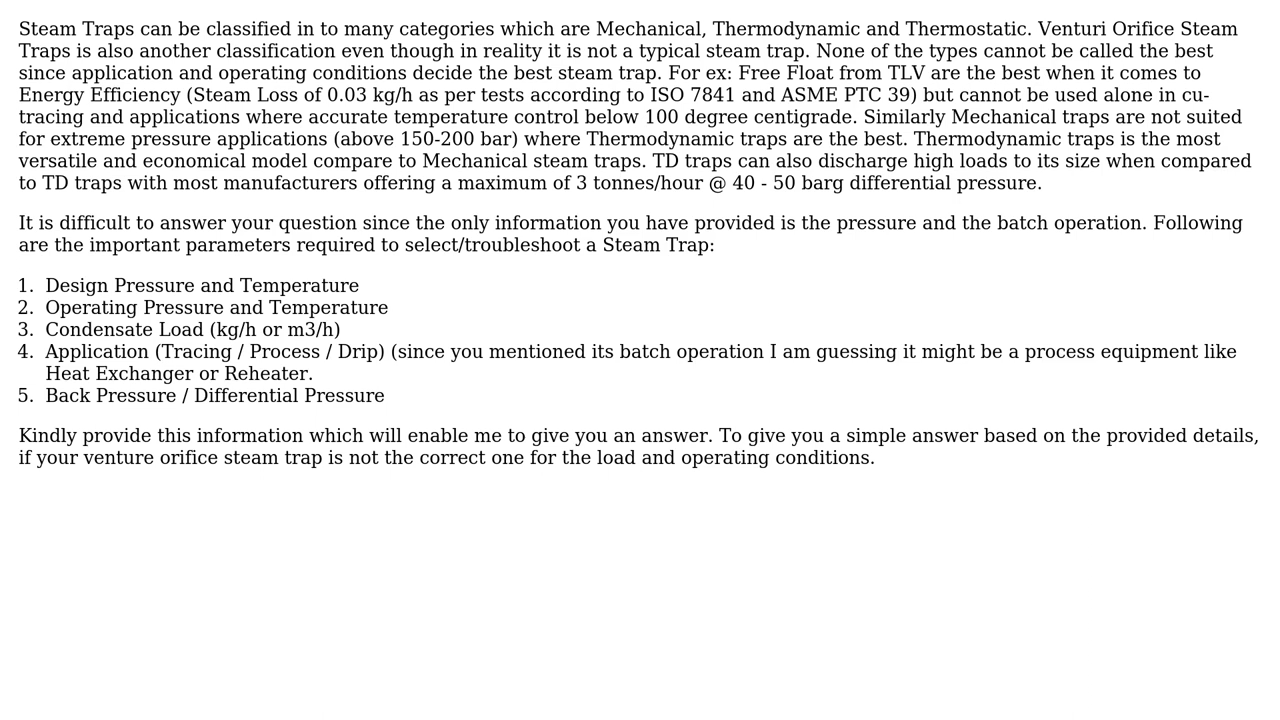 Steam Traps can be classified in to many categories which are Mechanical, Thermodynamic and Thermostatic. Venturi Orifice Steam
Traps is also another classification even though in reality it is not a typical steam trap. None of the types cannot be called the best
since application and operating conditions decide the best steam trap. For ex: Free Float from TLV are the best when it comes to
Energy Efficiency (Steam Loss of 0.03 kg/h as per tests according to ISO 7841 and ASME PTC 39) but cannot be used alone in cu-
tracing and applications where accurate temperature control below 100 degree centigrade. Similarly Mechanical traps are not suited
for extreme pressure applications (above 150-200 bar) where Thermodynamic traps are the best. Thermodynamic traps is the most
versatile and economical model compare to Mechanical steam traps. TD traps can also discharge high loads to its size when compared
to TD traps with most manufacturers offering a maximum of 3 tonnes/hour @ 40 - 50 barg differential pressure.
It is difficult to answer your question since the only information you have provided is the pressure and the batch operation. Following
are the important parameters required to select/troubleshoot a Steam Trap:
1. Design Pressure and Temperature
2. Operating Pressure and Temperature
3. Condensate Load (kg/h or m3/h)
4. Application (Tracing / Process / Drip) (since you mentioned its batch operation I am guessing it might be a process equipment like
Heat Exchanger or Reheater.
5. Back Pressure / Differential Pressure
Kindly provide this information which will enable me to give you an answer. To give you a simple answer based on the provided details,
if your venture orifice steam trap is not the correct one for the load and operating conditions.